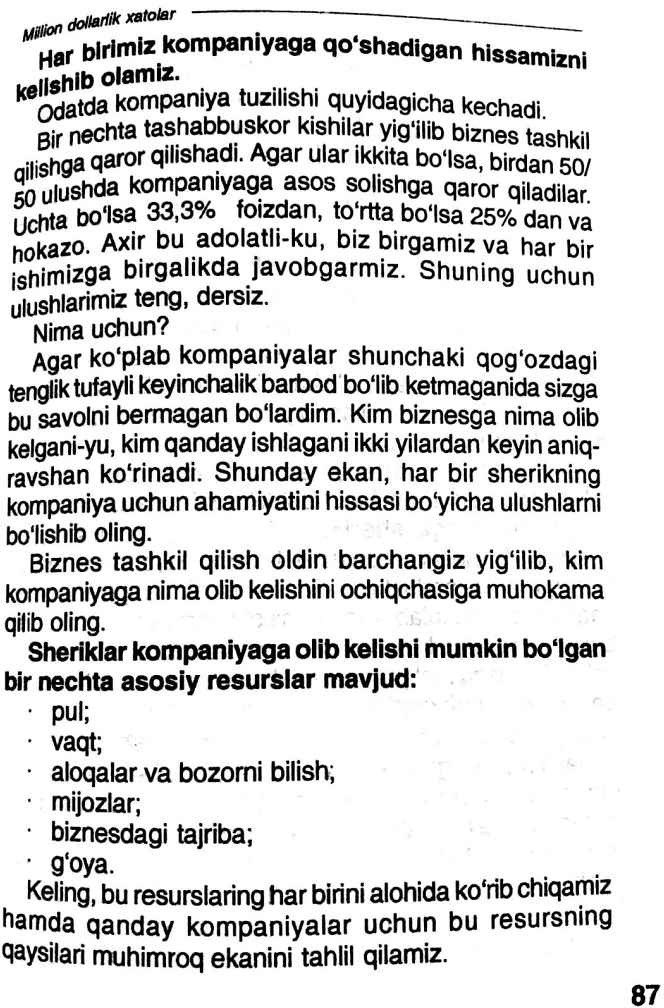 Million dollarlik xatolar
Har birimiz kompaniyaga qo‘shadigan hissamizni
kelishib olamiz.
Odatda kompaniya tuzilishi quyidagicha kechadi.
Bir nechta tashabbuskor kishilar yig‘ilib biznes tashkil
qilishga qaror qilishadi. Agar ular ikkita bo‘lsa, birdan 50/
50 ulushda kompaniyaga asos solishga qaror qiladilar.
Uchta bo‘lsa 33,3% foizdan, to‘rtta bo‘lsa 25% dan va
hokazo. Axir bu adolatli-ku, biz birgamiz va har bir
ishimizga birgalikda javobgarmiz. Shuning uchun
ulushlarimiz teng, dersiz.
Nima uchun?
Agar ko‘plab kompaniyalar shunchaki qog‘ozdagi
tenglik tufayli keyinchalik barbod bo‘lib ketmaganida sizga
bu savolni bermagan bo‘lardim. Kim biznesga nima olib
kelgani-yu, kim qanday ishlagani ikki yilardan keyin aniq-
ravshan ko‘rinadi. Shunday ekan, har bir sherikning
kompaniya uchun ahamiyatini hissasi bo‘yicha ulushlarni
bo‘lishib oling.
Biznes tashkil qilish oldin barchangiz yig‘ilib, kim
kompaniyaga nima olib kelishini ochiqchasiga muhokama
qilib oling.
Sheriklar kompaniyaga olib kelishi mumkin bo‘lgan
bir nechta asosiy resurslar mavjud:
· pul;
· vaqt;
· aloqalar va bozorni bilish;
· mijozlar;
· biznesdagi tajriba;
· g‘oya.
Keling, bu resurslaring har birini alohida ko‘rib chiqamiz
hamda qanday kompaniyalar uchun bu resursning
qaysilari muhimroq ekanini tahlil qilamiz.
87